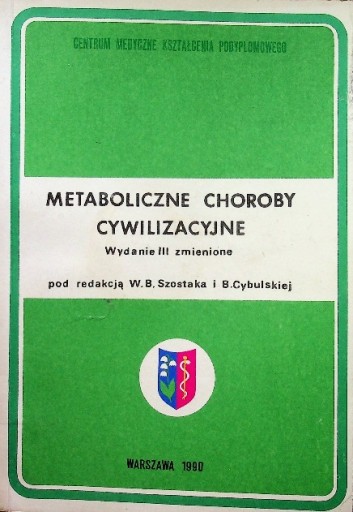 CENTRUM MEDYCZNE KSZTAŁCENIA PODYPLOMOWEGO
METABOLICZNE CHOROBY
CYWILIZACYJNE
Wydanie III zmienione
pod redakcją W.B. Szostaka i B.Cybulskiej
WARSZAWA 1990